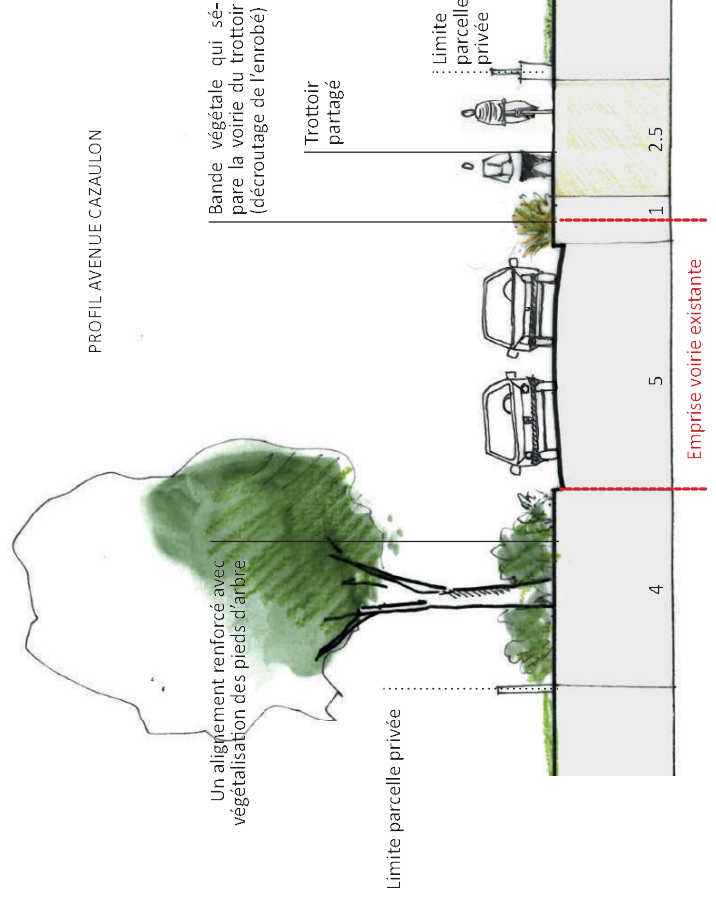 PROFIL AVENUE CAZAULON
Un alignement renforcé avec
végétalisation des pieds d’arbre
Limite parcelle privée
Bande végétale qui sé-
pare la voirie du trottoir
(décroutage de l’enrobé)
Trottoir
partagé
Limite
parcelle
privée
4
5
1
2.5
Emprise voirie existante